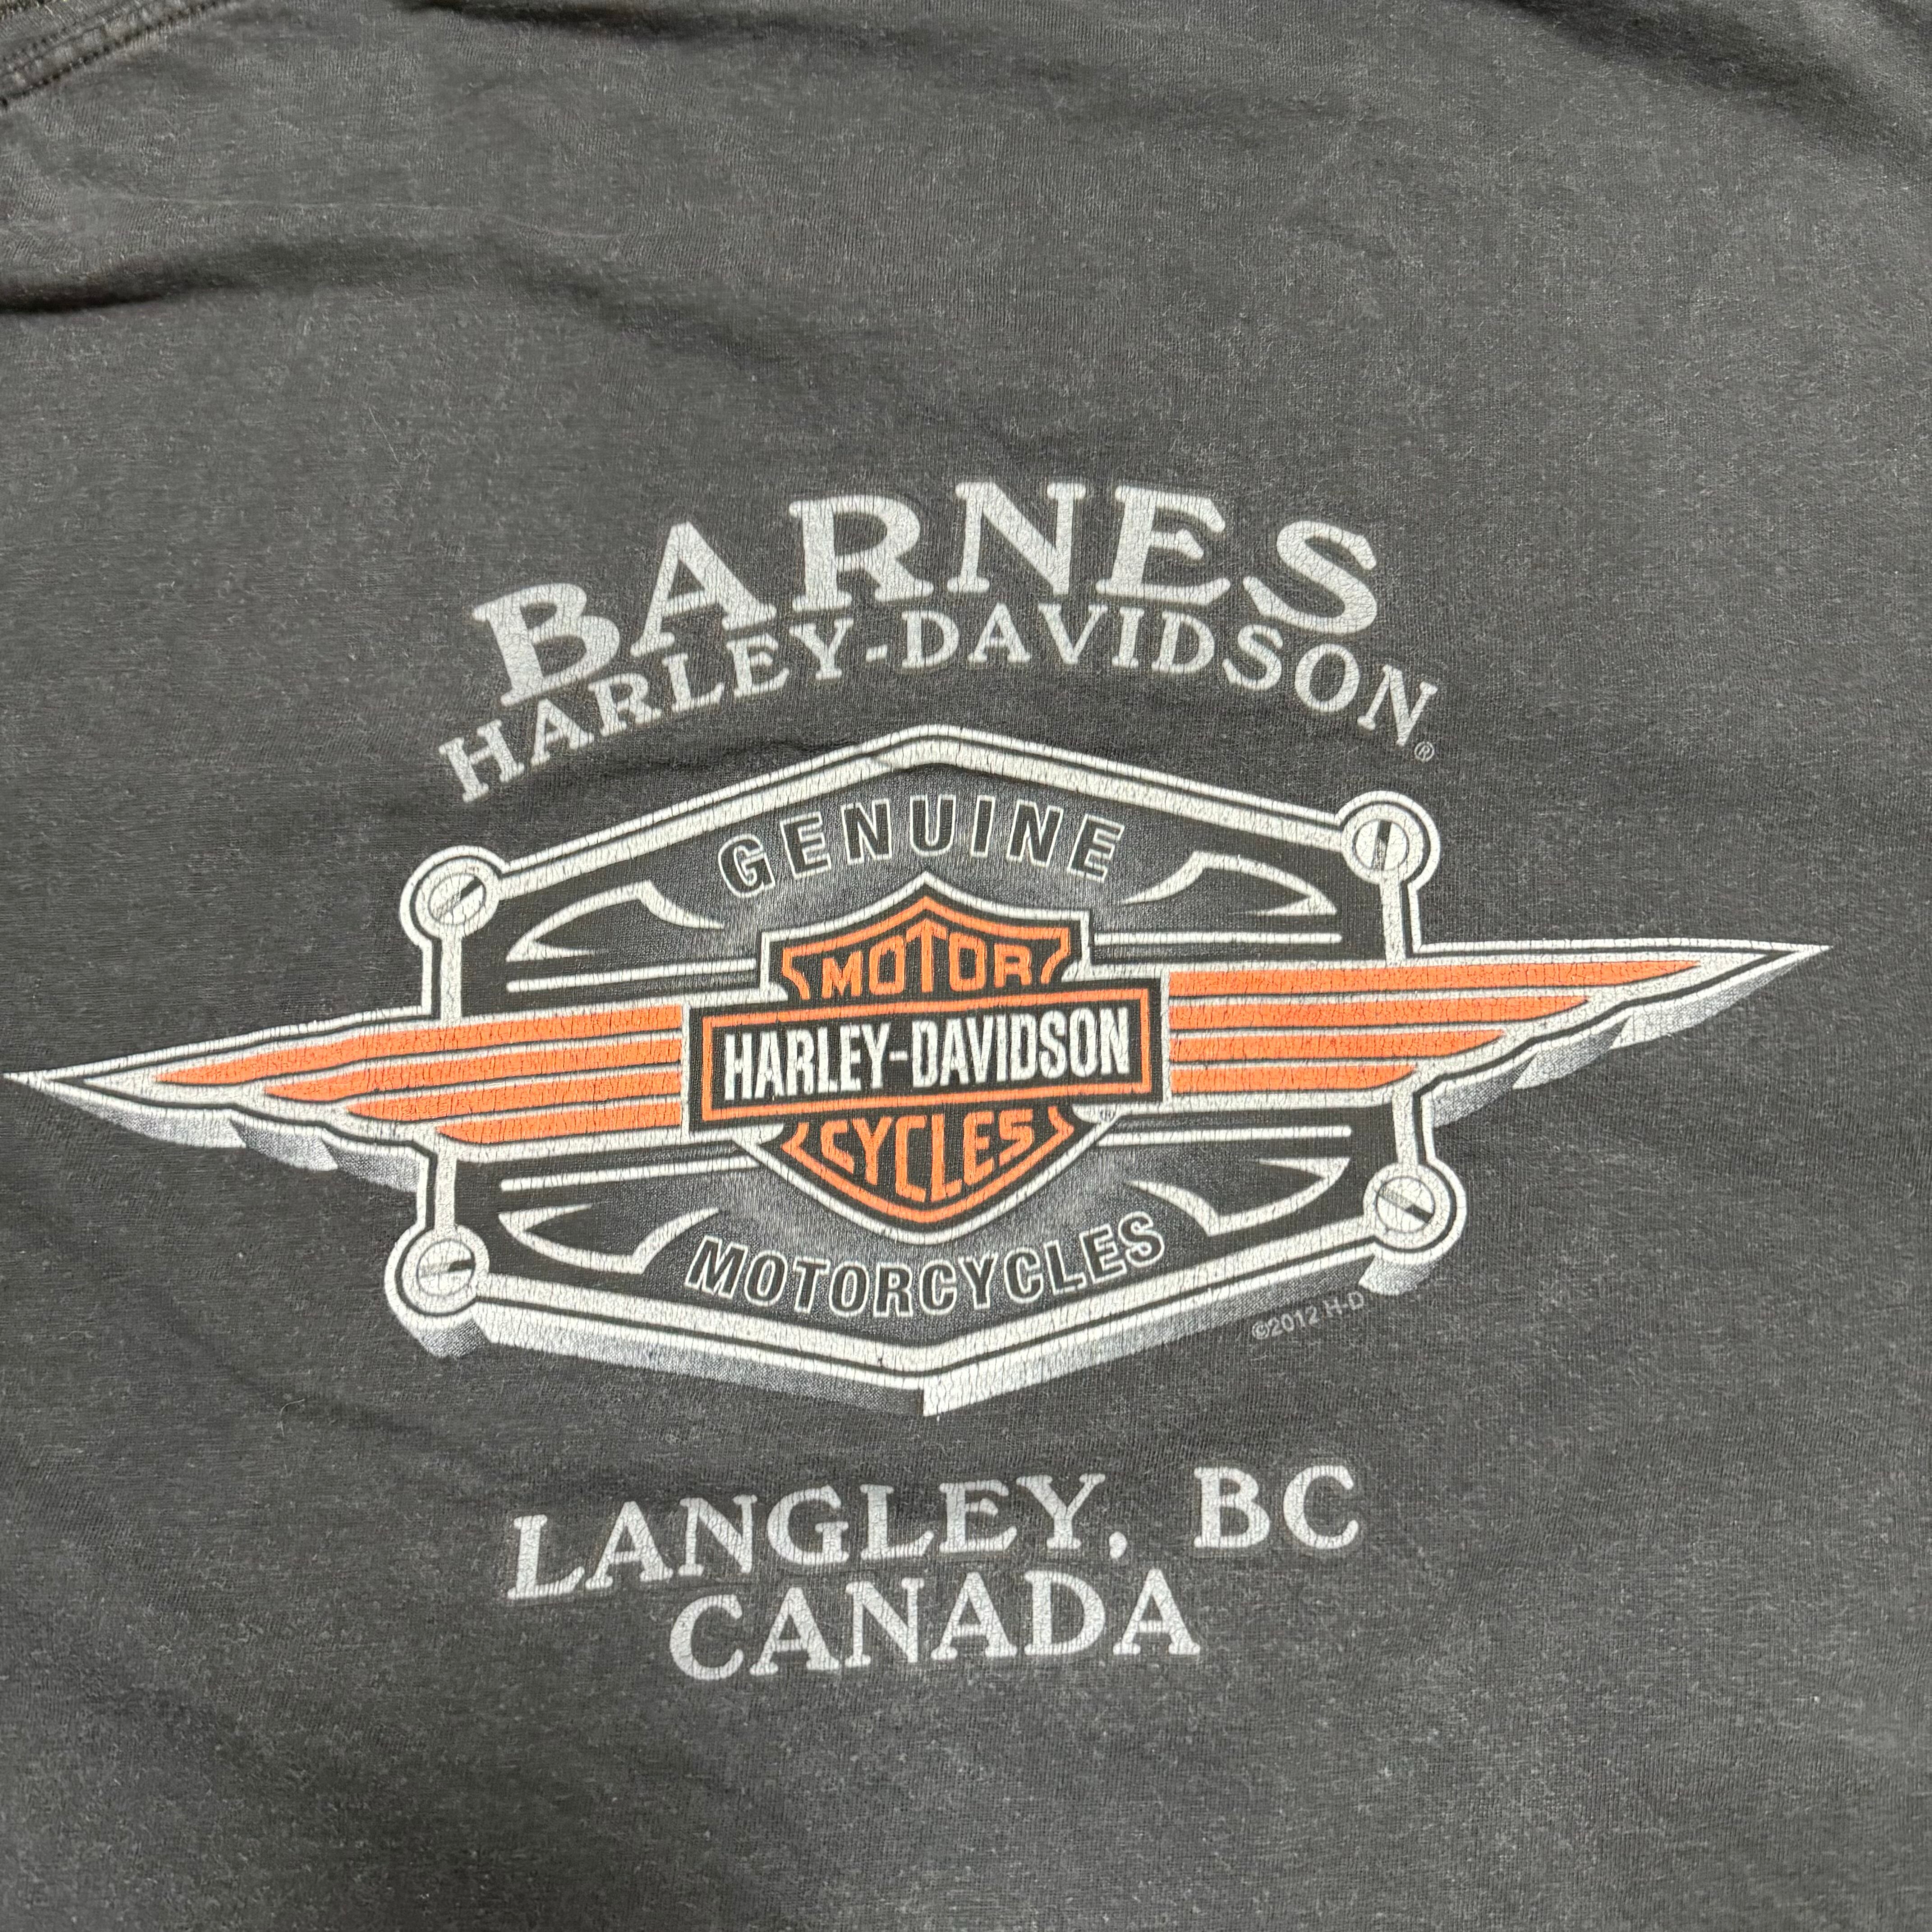 BARNES
HARLEY-DAVIDSON®
GENUINE
MOTOR
HARLEY-DAVIDSON
CYCLES ®
MOTORCYCLES
©2012 H-D
LANGLEY, BC
CANADA